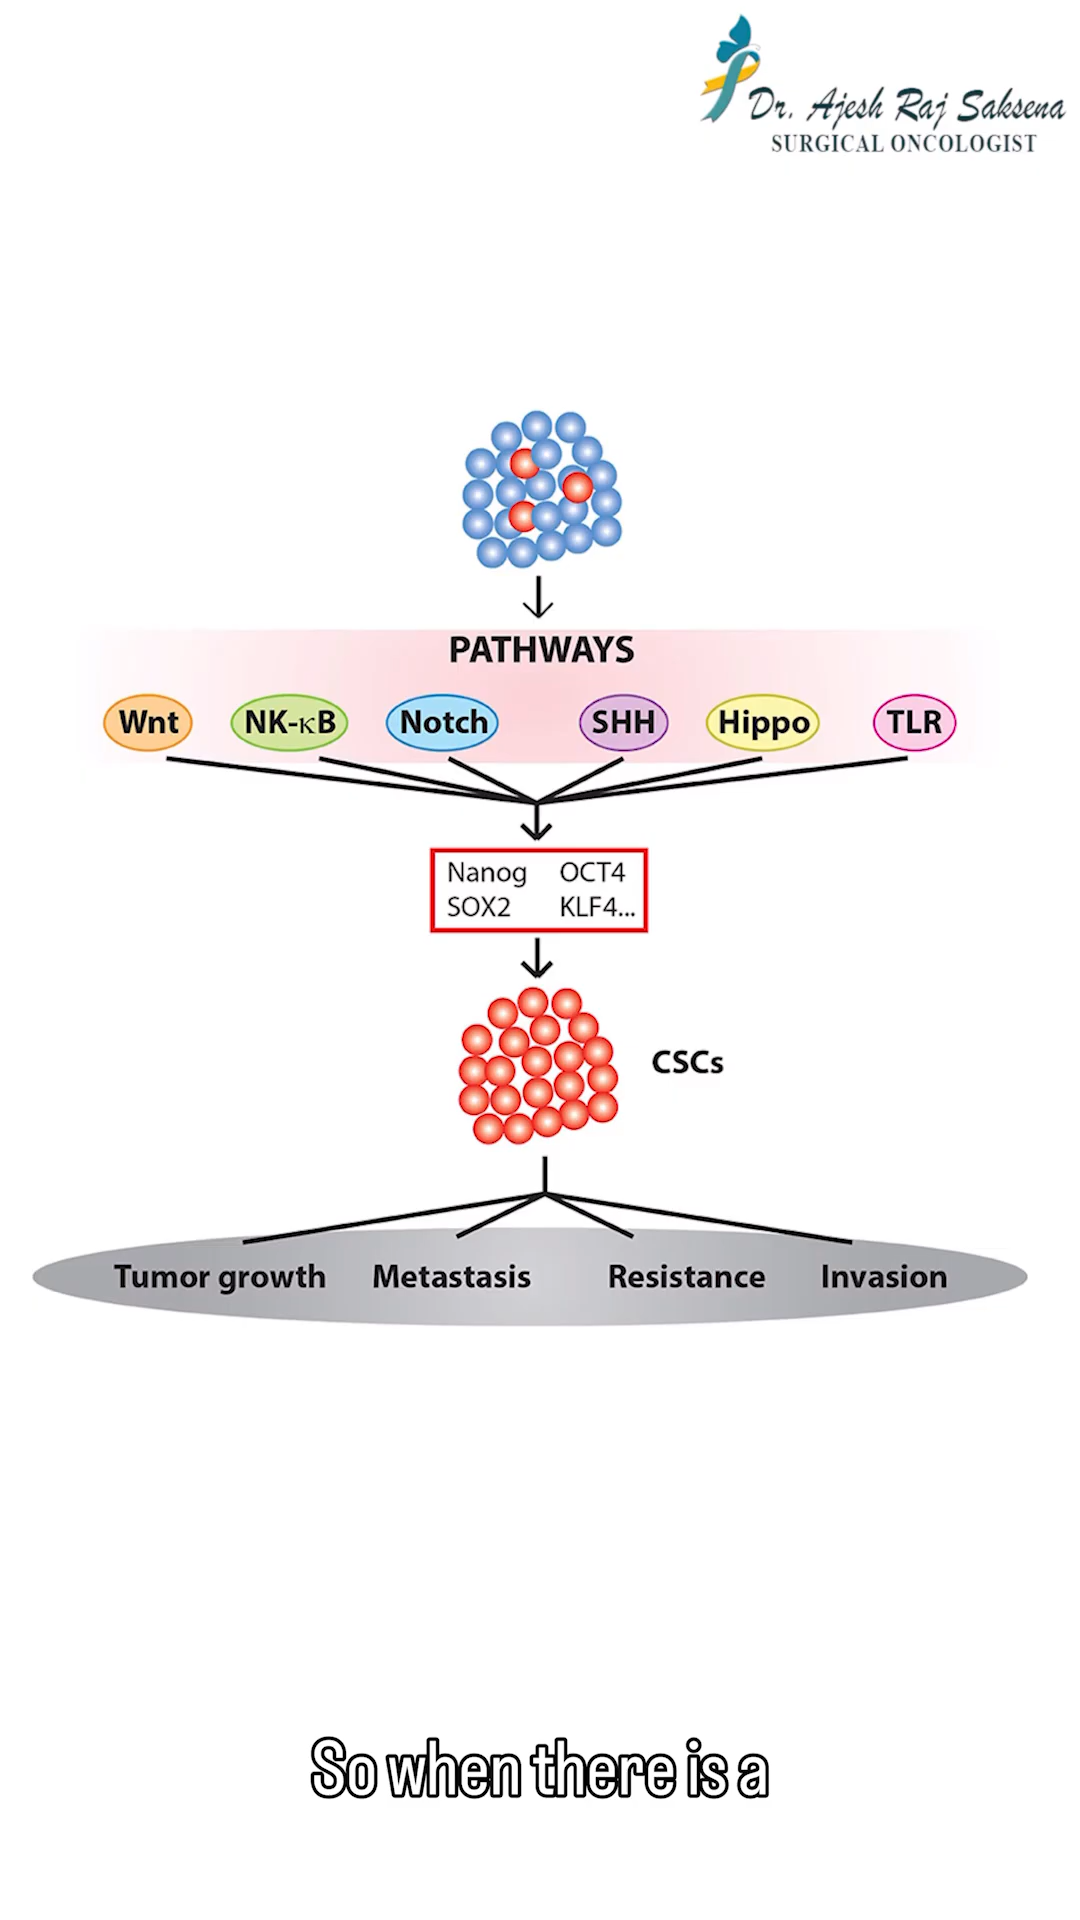 Dr. Ajesh Raj Saksena
SURGICAL ONCOLOGIST
PATHWAYS
Wnt NK-κB Notch SHH Hippo TLR
Nanog OCT4
SOX2 KLF4...
CSCs
Tumor growth Metastasis Resistance Invasion
So when there is a